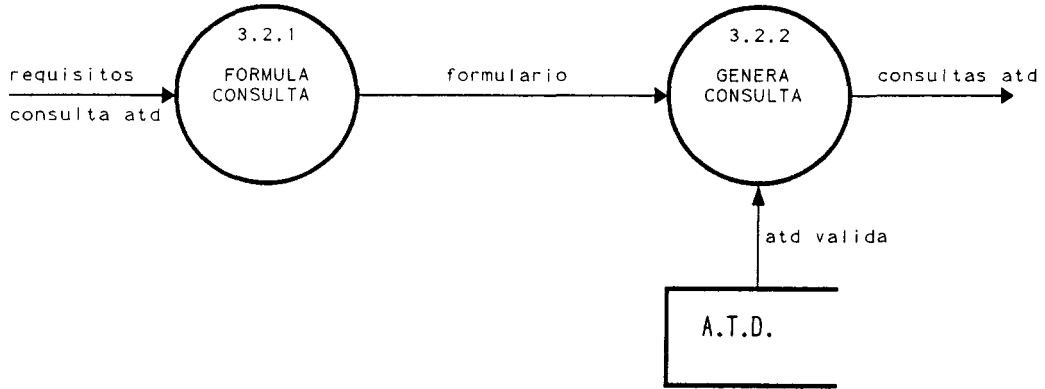 3.2.1
FORMULA
CONSULTA
requisitos
consulta atd
formulario
3.2.2
GENERA
CONSULTA
consultas atd
atd valida
A.T.D.